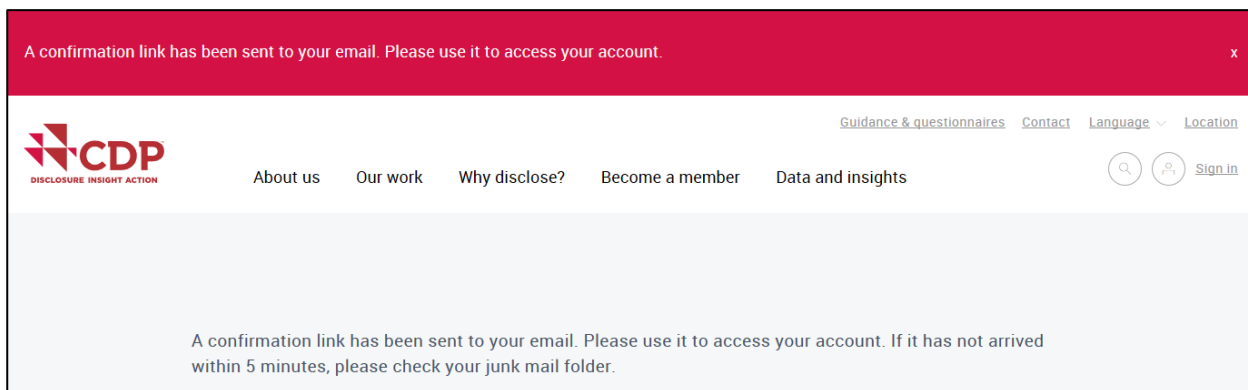 A confirmation link has been sent to your email. Please use it to access your account.
x
Guidance & questionnaires Contact Language Location
CDP
DISCLOSURE INSIGHT ACTION
About us Our work Why disclose? Become a member Data and insights
Sign in
A confirmation link has been sent to your email. Please use it to access your account. If it has not arrived
within 5 minutes, please check your junk mail folder.